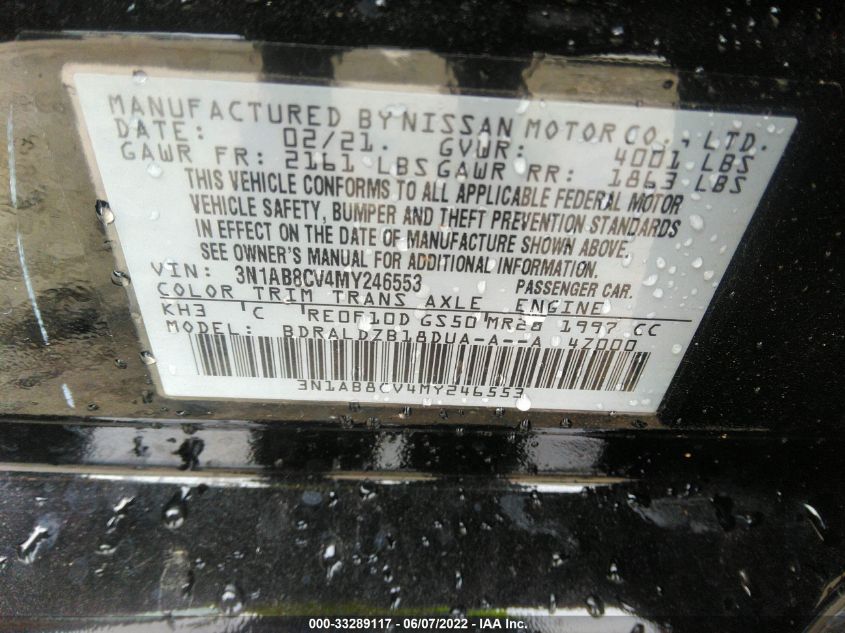 MANUFACTURED BY NISSAN MOTOR CO., LTD.
DATE: 02/21. GVWR: 4001 LBS
GAWR FR: 2161 LBS GAWR RR: 1863 LBS
THIS VEHICLE CONFORMS TO ALL APPLICABLE FEDERAL MOTOR
VEHICLE SAFETY, BUMPER AND THEFT PREVENTION STANDARDS
IN EFFECT ON THE DATE OF MANUFACTURE SHOWN ABOVE.
SEE OWNER'S MANUAL FOR ADDITIONAL INFORMATION.
VIN: 3N1AB8CV4MY246553 PASSENGER CAR.
COLOR TRIM TRANS AXLE ENGINE
KH3 C RE0F10D GS50 MR20 1997 CC
MODEL: BDRALDZB18DUA-A--A 47000
3N1AB8CV4MY246553
000-33289117 - 06/07/2022 - IAA Inc.